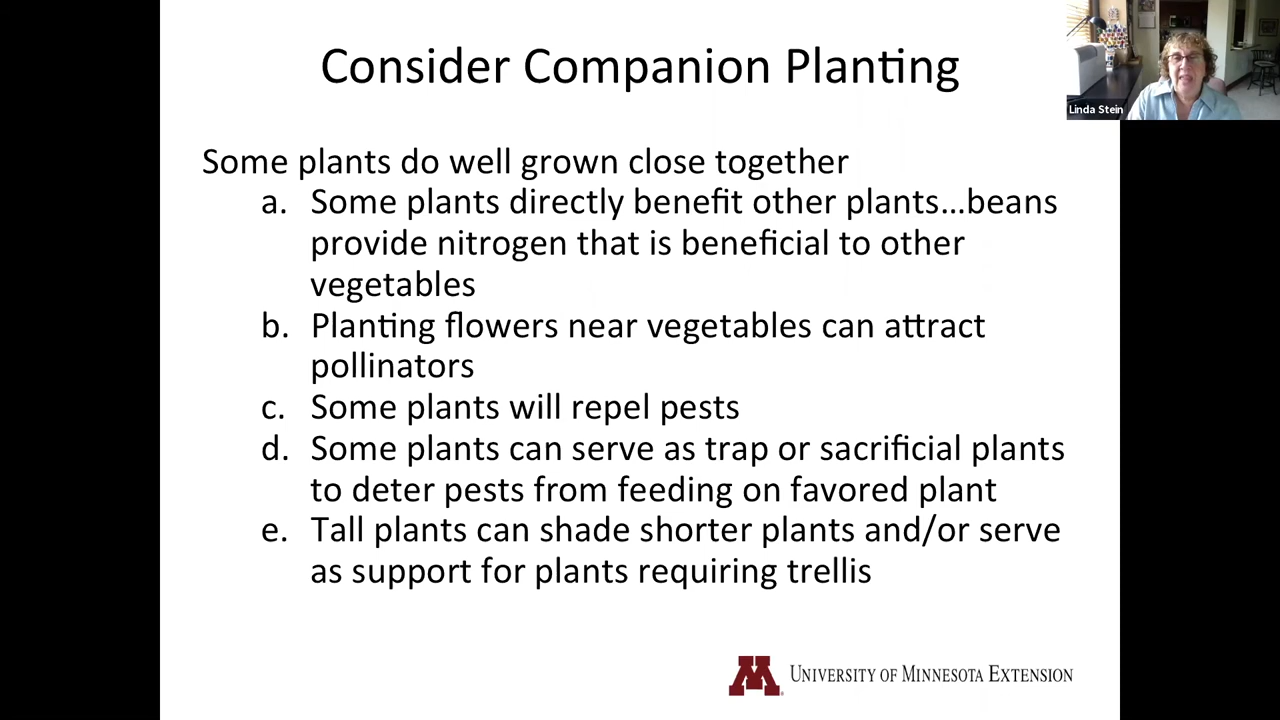 Consider Companion Planting
Linda Stein
Some plants do well grown close together
a. Some plants directly benefit other plants...beans
provide nitrogen that is beneficial to other
vegetables
b. Planting flowers near vegetables can attract
pollinators
c. Some plants will repel pests
d. Some plants can serve as trap or sacrificial plants
to deter pests from feeding on favored plant
e. Tall plants can shade shorter plants and/or serve
as support for plants requiring trellis
M UNIVERSITY OF MINNESOTA EXTENSION